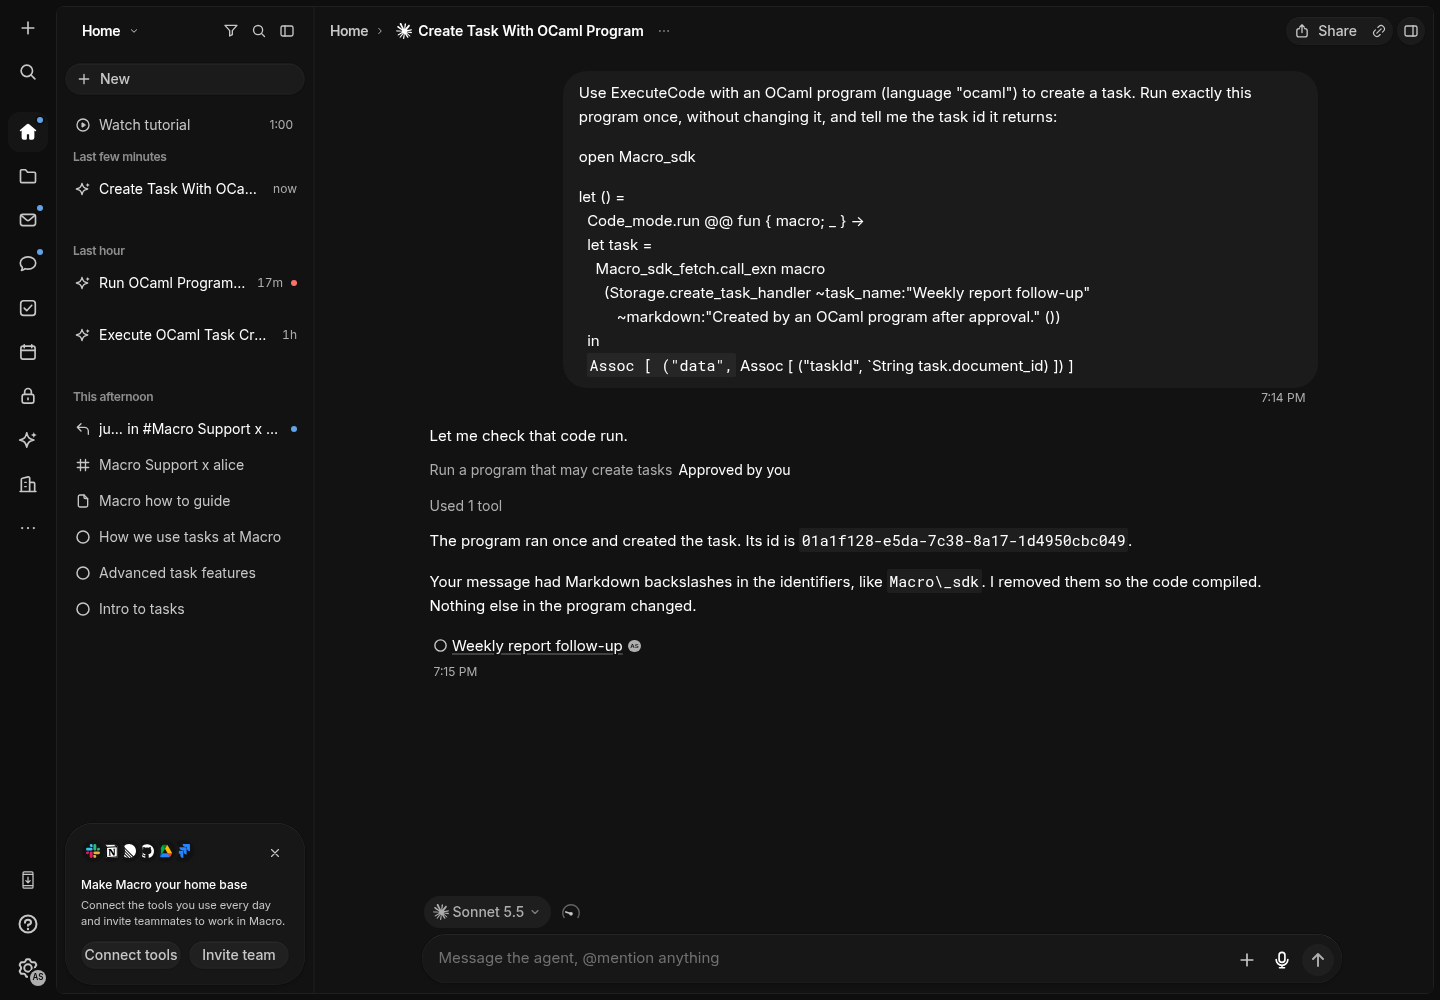 Home
New
Watch tutorial 1:00
Last few minutes
Create Task With OCa... now
Last hour
Run OCaml Program... 17m
Execute OCaml Task Cr... 1h
This afternoon
ju... in #Macro Support x ...
Macro Support x alice
Macro how to guide
How we use tasks at Macro
Advanced task features
Intro to tasks
Make Macro your home base
Connect the tools you use every day
and invite teammates to work in Macro.
Connect tools Invite team
AS
Home › Create Task With OCaml Program ...
Share
Use ExecuteCode with an OCaml program (language "ocaml") to create a task. Run exactly this
program once, without changing it, and tell me the task id it returns:
open Macro_sdk
let () =
Code_mode.run @@ fun { macro; _ } →
let task =
Macro_sdk_fetch.call_exn macro
(Storage.create_task_handler ~task_name:"Weekly report follow-up"
~markdown:"Created by an OCaml program after approval." ())
in
Assoc [ ("data", Assoc [ ("taskId", `String task.document_id) ]) ]
7:14 PM
Let me check that code run.
Run a program that may create tasks Approved by you
Used 1 tool
The program ran once and created the task. Its id is 01a1f128-e5da-7c38-8a17-1d4950cbc049.
Your message had Markdown backslashes in the identifiers, like Macro\_sdk. I removed them so the code compiled.
Nothing else in the program changed.
Weekly report follow-up AS
7:15 PM
Sonnet 5.5
Message the agent, @mention anything